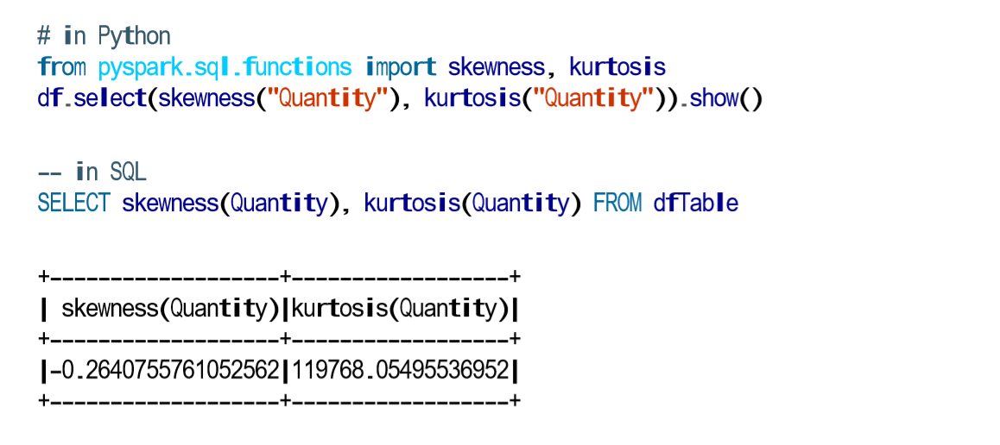 # in Python
from pyspark.sql.functions import skewness, kurtosis
df.select(skewness("Quantity"), kurtosis("Quantity")).show()
-- in SQL
SELECT skewness(Quantity), kurtosis(Quantity) FROM dfTable
+-------------------+------------------+
| skewness(Quantity)|kurtosis(Quantity)|
+-------------------+------------------+
|-0.2640755761052562|119768.05495536952|
+-------------------+------------------+